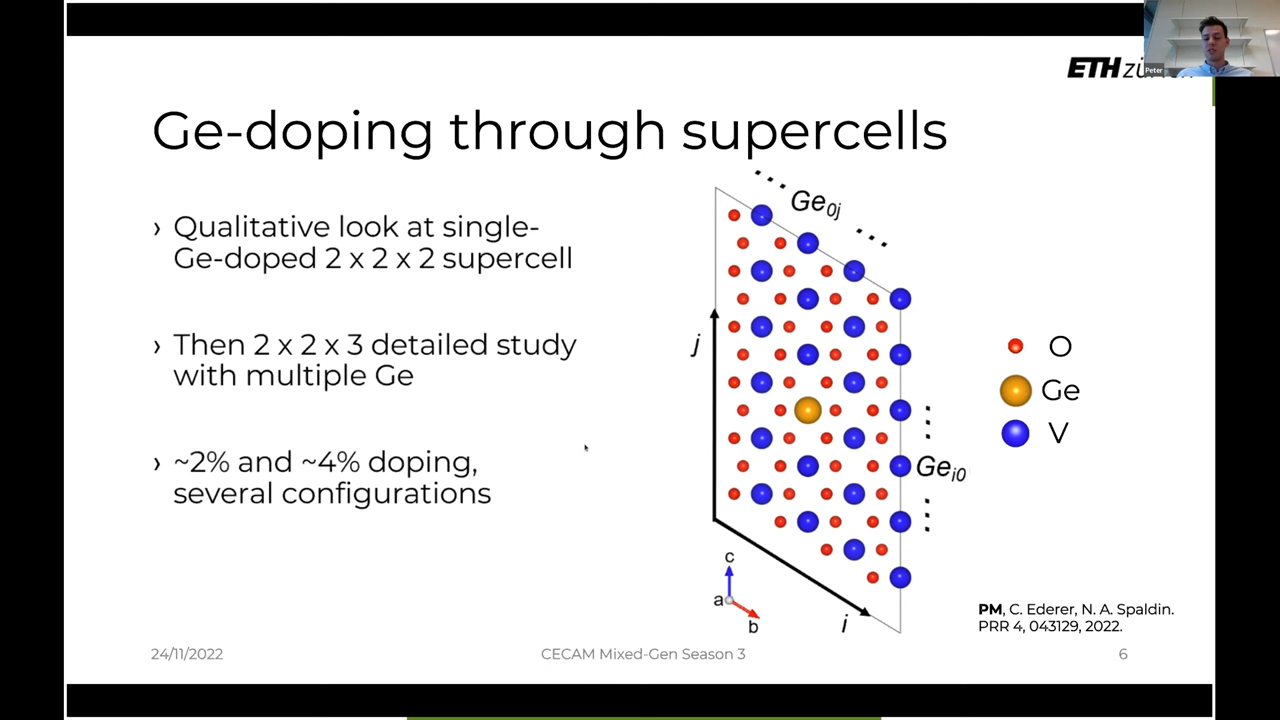 Peter
ETH zü
Ge-doping through supercells
› Qualitative look at single-
Ge-doped 2 x 2 x 2 supercell
› Then 2 x 2 x 3 detailed study
with multiple Ge
› ~2% and ~4% doping,
several configurations
Ge0j
j
Gei0
i
c
a
b
O
Ge
V
PM, C. Ederer, N. A. Spaldin.
PRR 4, 043129, 2022.
24/11/2022
CECAM Mixed-Gen Season 3
6